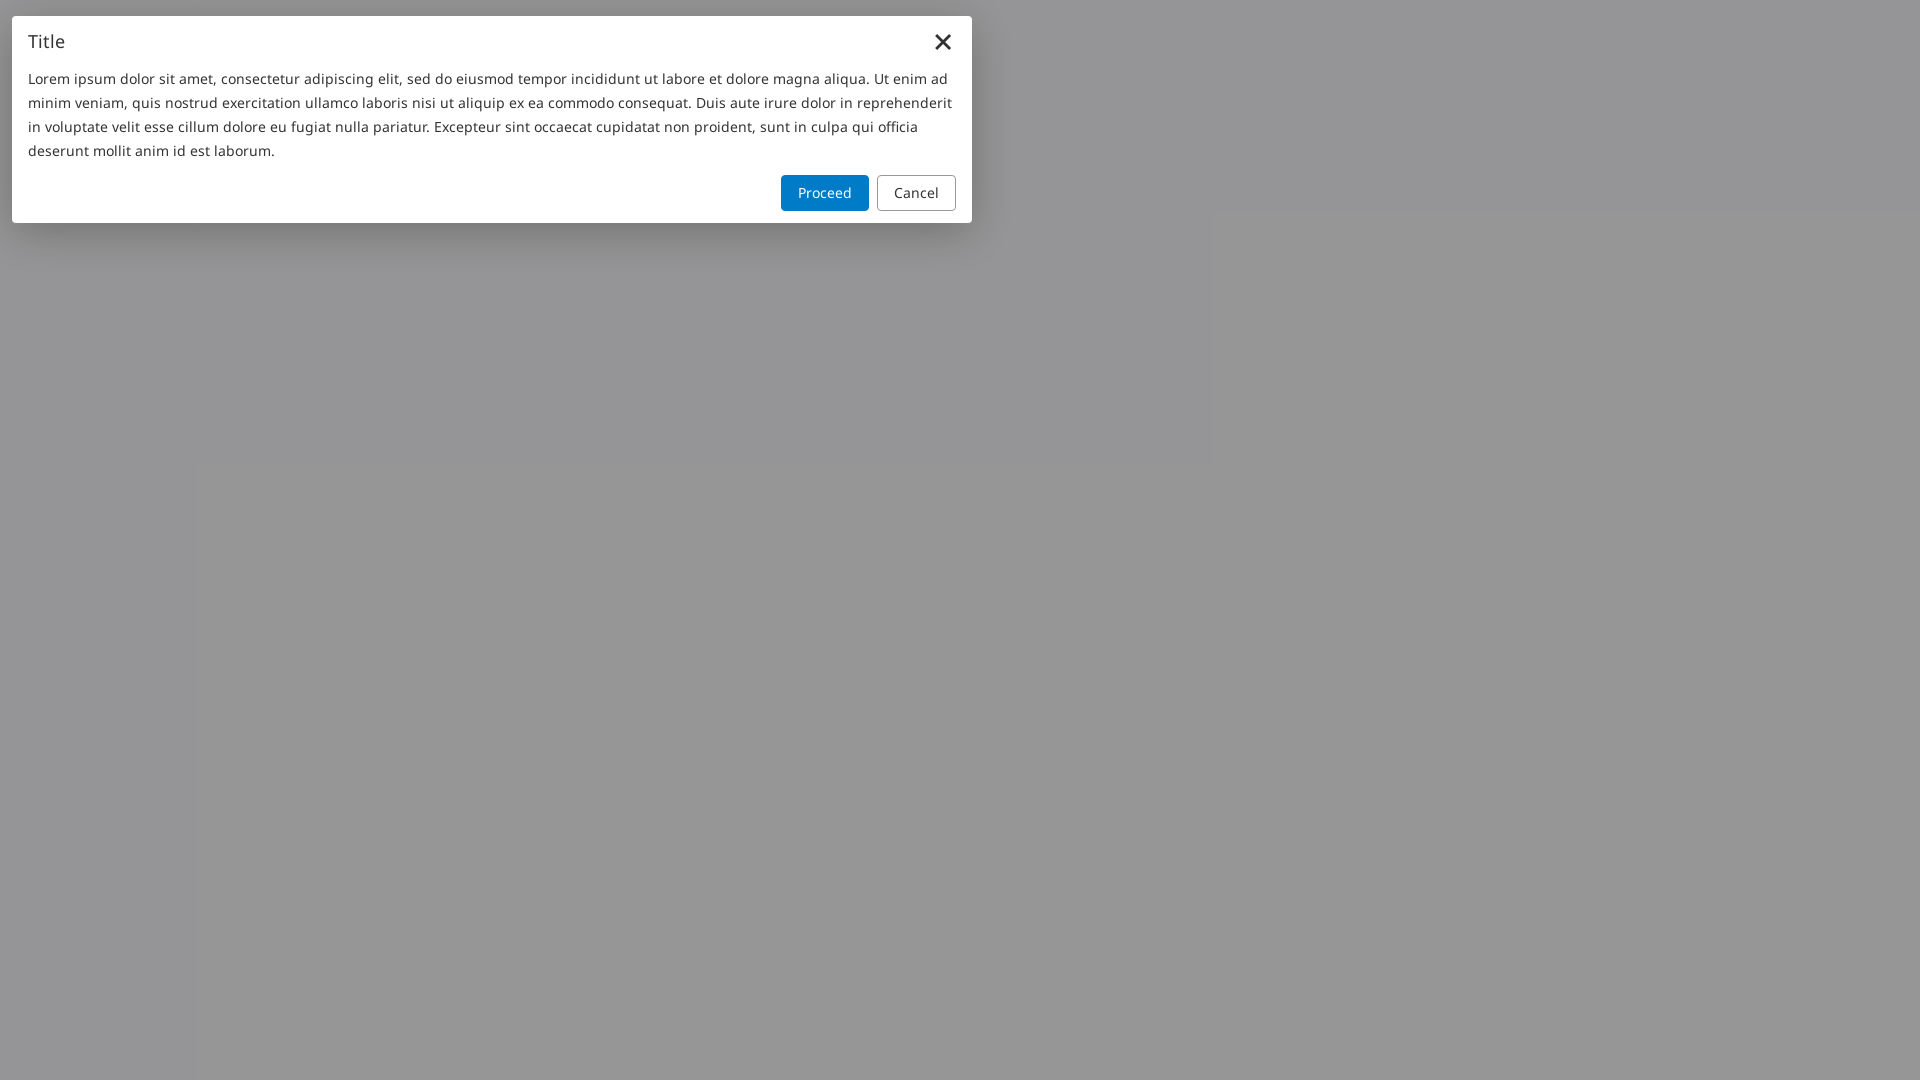 Title
Lorem ipsum dolor sit amet, consectetur adipiscing elit, sed do eiusmod tempor incididunt ut labore et dolore magna aliqua. Ut enim ad
minim veniam, quis nostrud exercitation ullamco laboris nisi ut aliquip ex ea commodo consequat. Duis aute irure dolor in reprehenderit
in voluptate velit esse cillum dolore eu fugiat nulla pariatur. Excepteur sint occaecat cupidatat non proident, sunt in culpa qui officia
deserunt mollit anim id est laborum.
Proceed Cancel